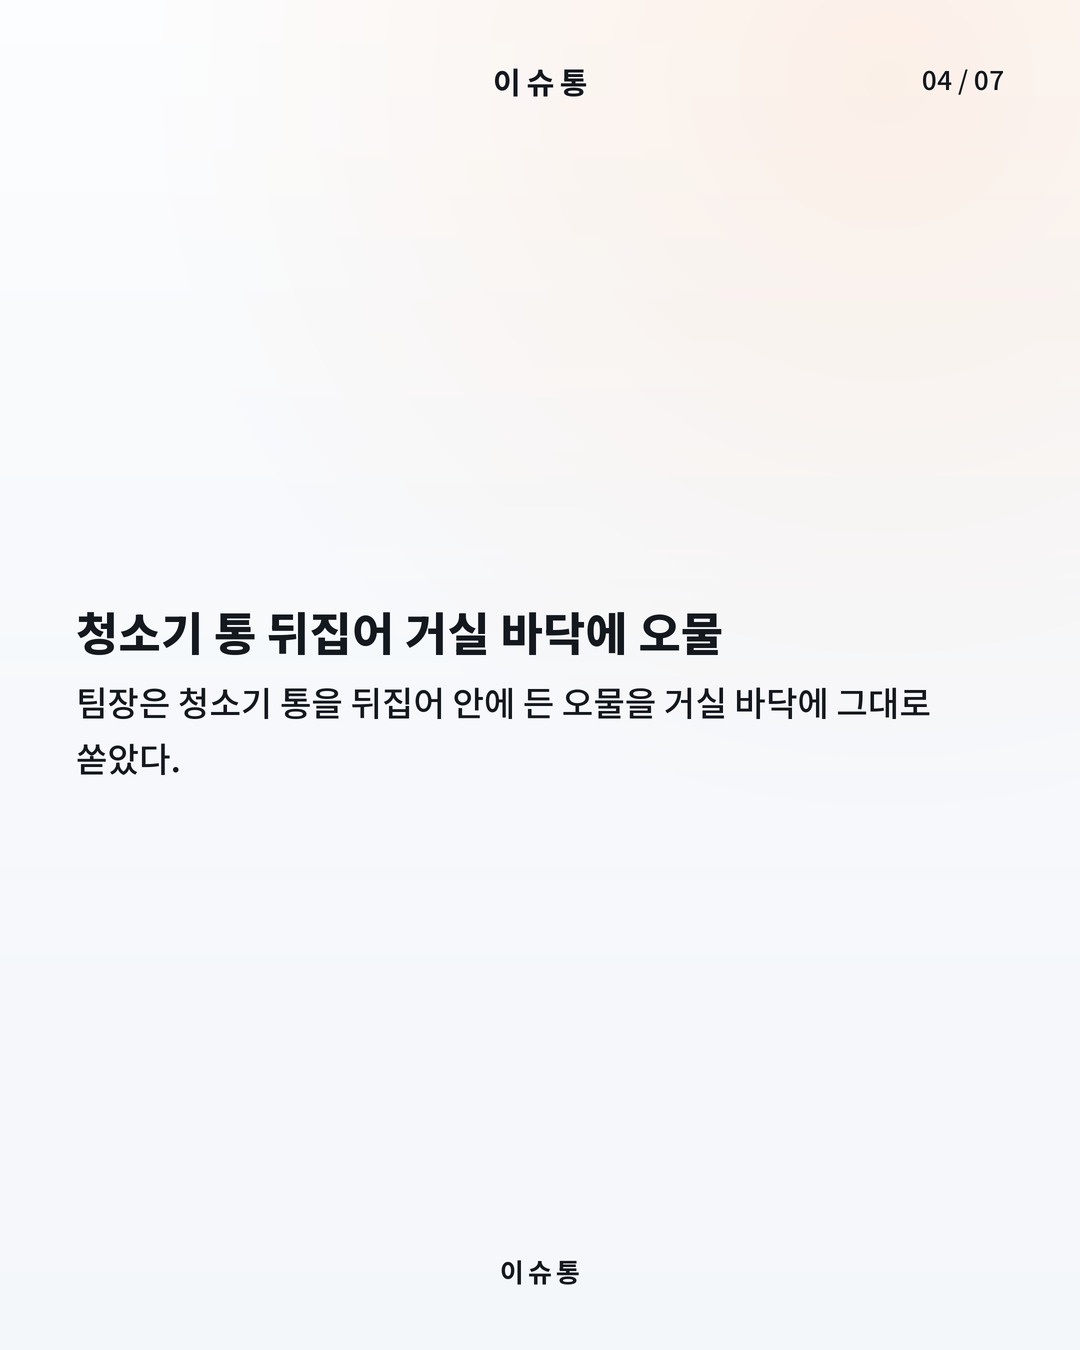 이슈통
04 / 07
청소기 통 뒤집어 거실 바닥에 오물
팀장은 청소기 통을 뒤집어 안에 든 오물을 거실 바닥에 그대로
쏟았다.
이슈통